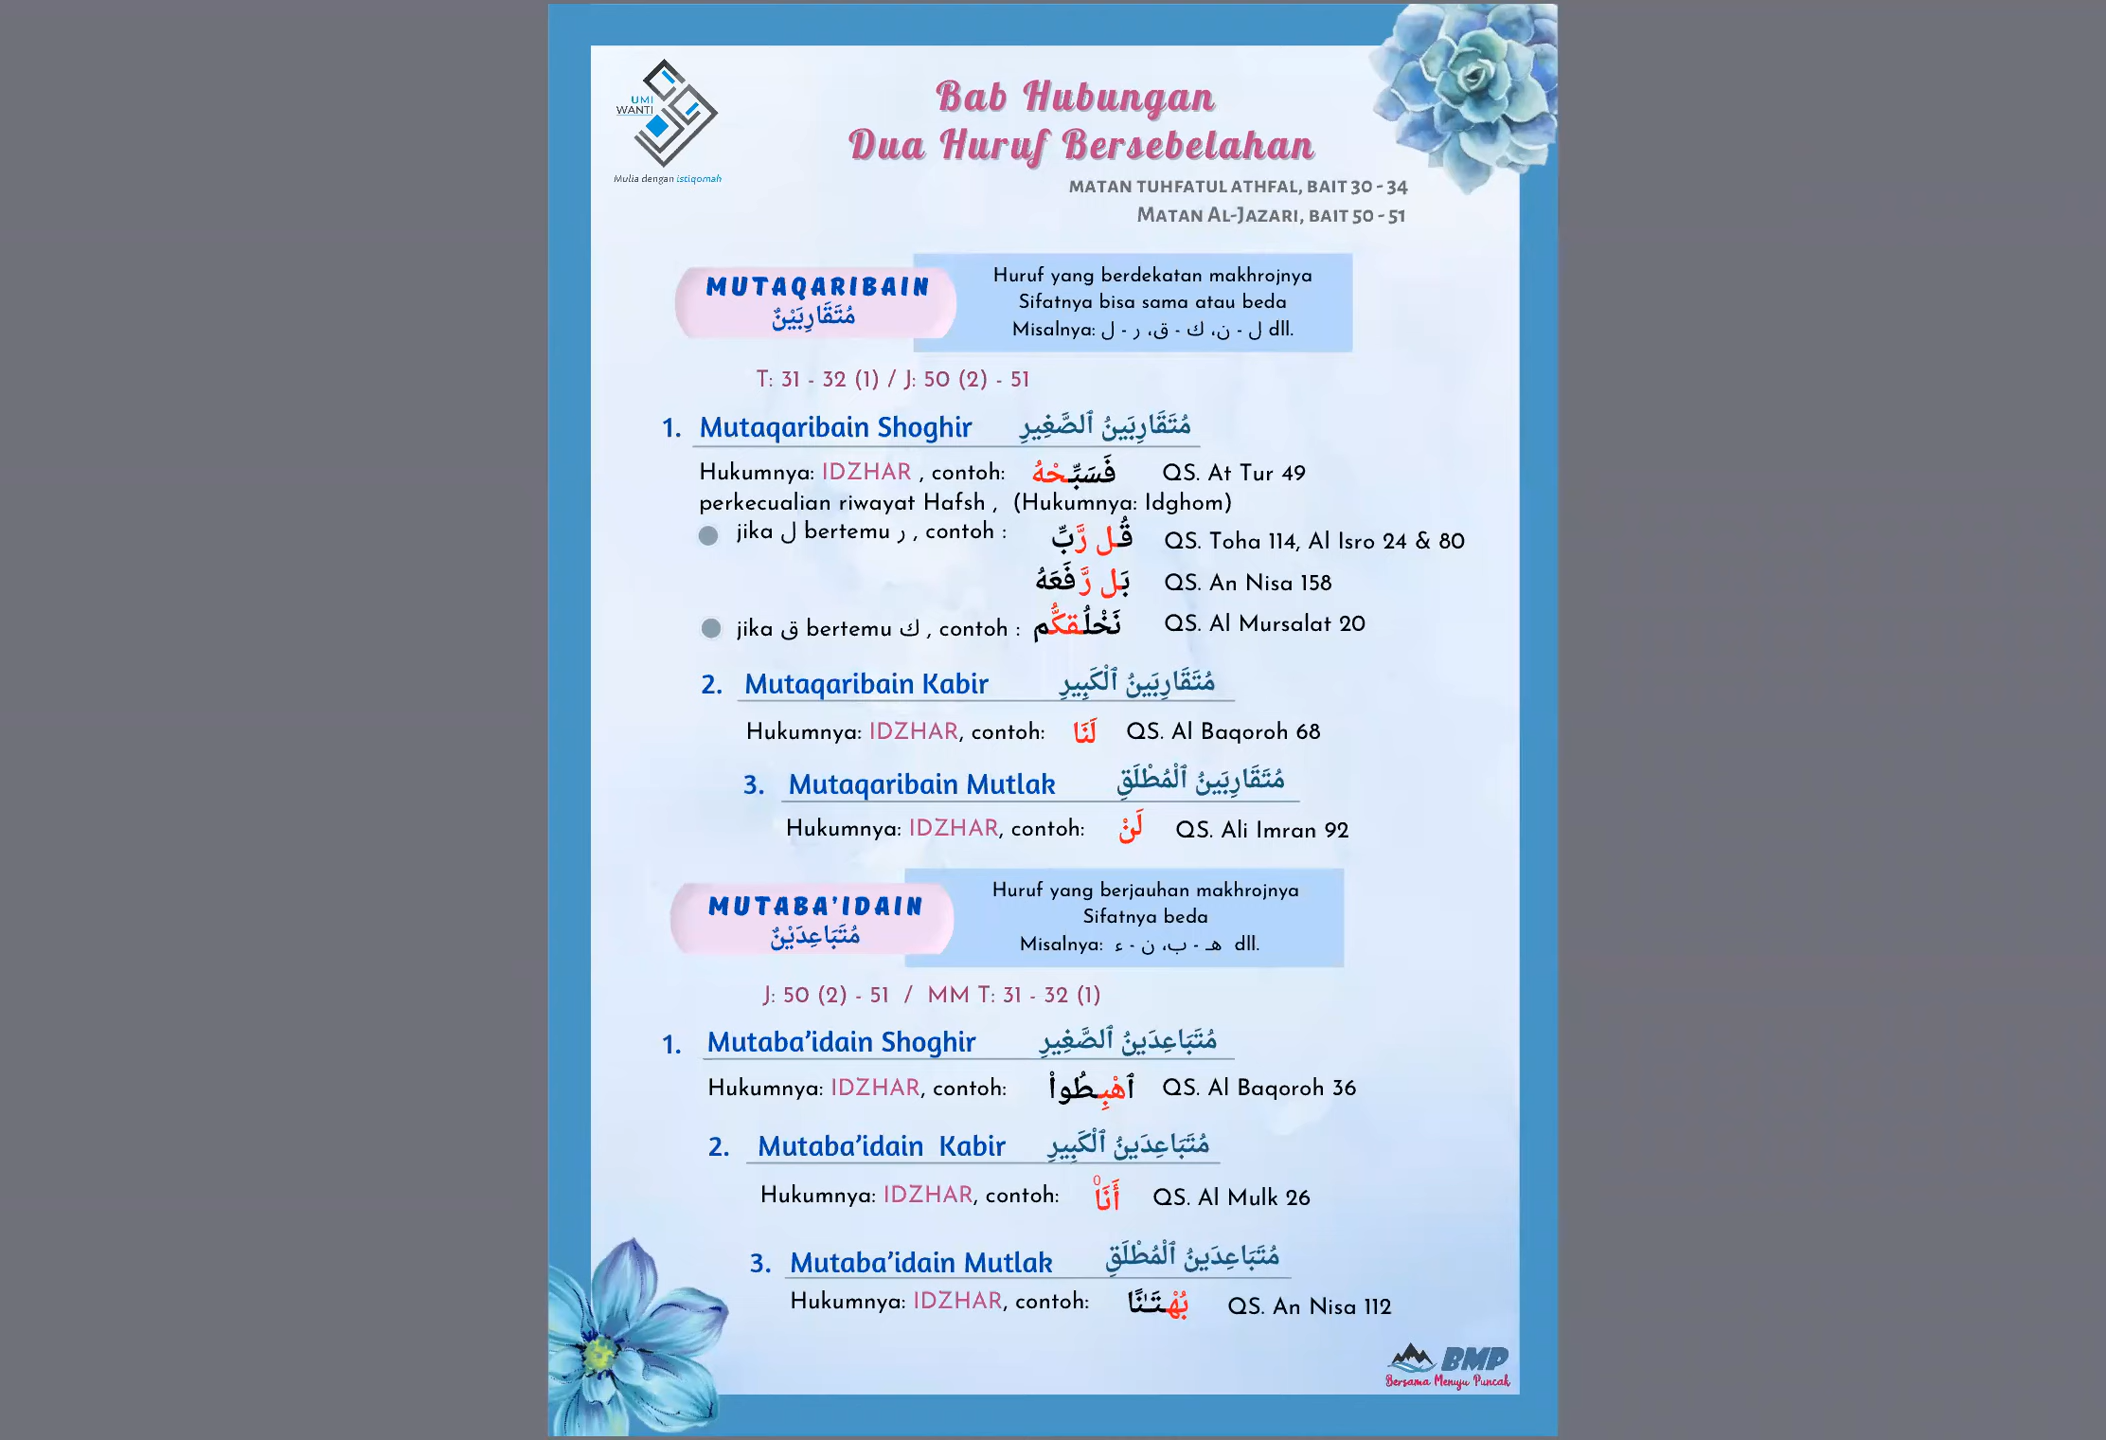 UMI
WANTI
Mulia dengan istiqomah
Bab Hubungan
Dua Huruf Bersebelahan
MATAN TUHFATUL ATHFAL, BAIT 30 - 34
MATAN AL-JAZARI, BAIT 50 - 51
MUTAQARIBAIN
مُتَقَارِبَيْنٌ
Huruf yang berdekatan makhrojnya
Sifatnya bisa sama atau beda
Misalnya: ل - ن، ك - ق، ر - ل dll.
T: 31 - 32 (1) / J: 50 (2) - 51
1. Mutaqaribain Shoghir مُتَقَارِبَينُ ٱلصَّغِيرِ
Hukumnya: IDZHAR , contoh: فَسَبِّحْهُ QS. At Tur 49
perkecualian riwayat Hafsh , (Hukumnya: Idghom)
jika ل bertemu ر , contoh : قُل رَّبِّ QS. Toha 114, Al Isro 24 & 80
بَل رَّفَعَهُ QS. An Nisa 158
jika ق bertemu ك , contoh : نَخْلُقكُّم QS. Al Mursalat 20
2. Mutaqaribain Kabir مُتَقَارِبَينُ ٱلْكَبِيرِ
Hukumnya: IDZHAR, contoh: لَنَا QS. Al Baqoroh 68
3. Mutaqaribain Mutlak مُتَقَارِبَينُ ٱلْمُطْلَقِ
Hukumnya: IDZHAR, contoh: لَنْ QS. Ali Imran 92
MUTABA'IDAIN
مُتَبَاعِدَيْنٌ
Huruf yang berjauhan makhrojnya
Sifatnya beda
Misalnya: هـ - ب، ن - ء dll.
J: 50 (2) - 51 / MM T: 31 - 32 (1)
1. Mutaba'idain Shoghir مُتَبَاعِدَينُ ٱلصَّغِيرِ
Hukumnya: IDZHAR, contoh: ٱهْبِطُوا۟ QS. Al Baqoroh 36
2. Mutaba'idain Kabir مُتَبَاعِدَينُ ٱلْكَبِيرِ
Hukumnya: IDZHAR, contoh: أَنَا۠ QS. Al Mulk 26
3. Mutaba'idain Mutlak مُتَبَاعِدَينُ ٱلْمُطْلَقِ
Hukumnya: IDZHAR, contoh: بُهْتَـٰنًا QS. An Nisa 112
BMP
Bersama Menuju Puncak